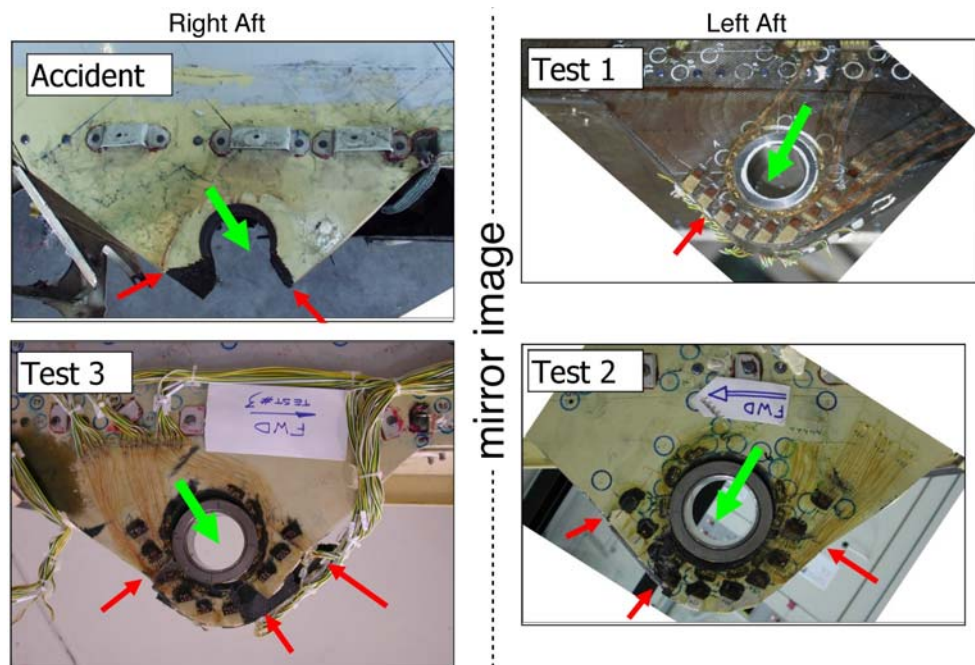 Right Aft
Left Aft
Accident
Test 1
mirror image
Test 3
Test 2
TEST#3
FWD
FWD